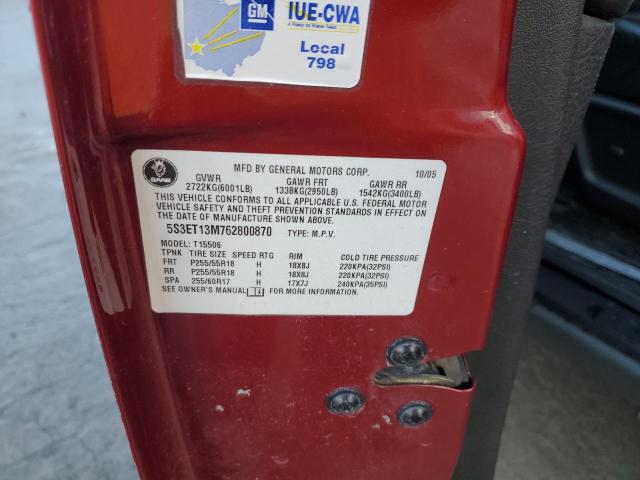 GM IUE-CWA
Local
798
SAAB
MFD BY GENERAL MOTORS CORP. 10/05
GVWR GAWR FRT GAWR RR
2722KG(6001LB) 1338KG(2950LB) 1542KG(3400LB)
THIS VEHICLE CONFORMS TO ALL APPLICABLE U.S. FEDERAL MOTOR
VEHICLE SAFETY AND THEFT PREVENTION STANDARDS IN EFFECT ON
THE DATE OF MANUFACTURE SHOWN ABOVE.
5S3ET13M762800870 TYPE: M.P.V.
MODEL: T15506
TPNK TIRE SIZE SPEED RTG RIM COLD TIRE PRESSURE
FRT P255/55R18 H 18X8J 220KPA(32PSI)
RR P255/55R18 H 18X8J 220KPA(32PSI)
SPA 255/60R17 H 17X7J 240KPA(35PSI)
SEE OWNER'S MANUAL FOR MORE INFORMATION.